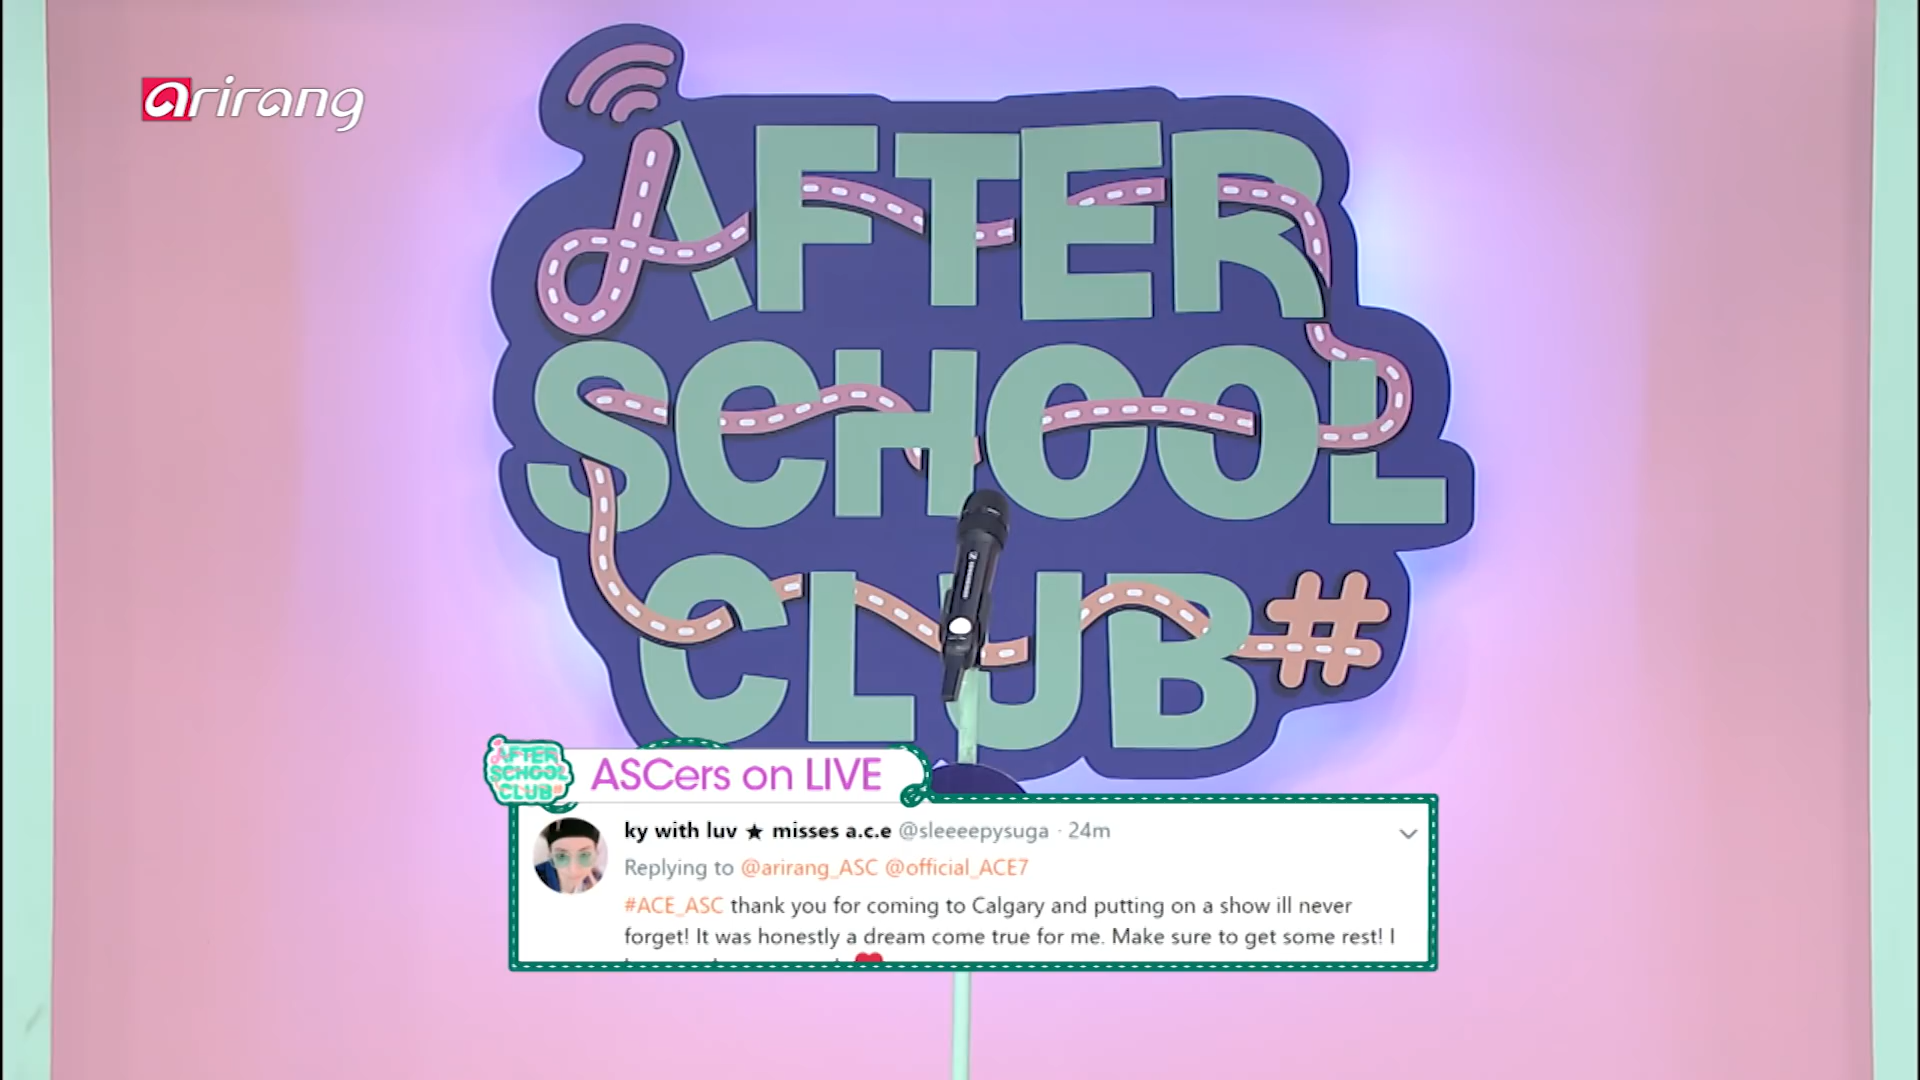 arirang
AFTER
SCHOOL
CLUB#
AFTER
SCHOOL
CLUB#
ASCers on LIVE
ky with luv ★ misses a.c.e @sleeeepysuga · 24m
Replying to @arirang_ASC @official_ACE7
#ACE_ASC thank you for coming to Calgary and putting on a show ill never
forget! It was honestly a dream come true for me. Make sure to get some rest! I